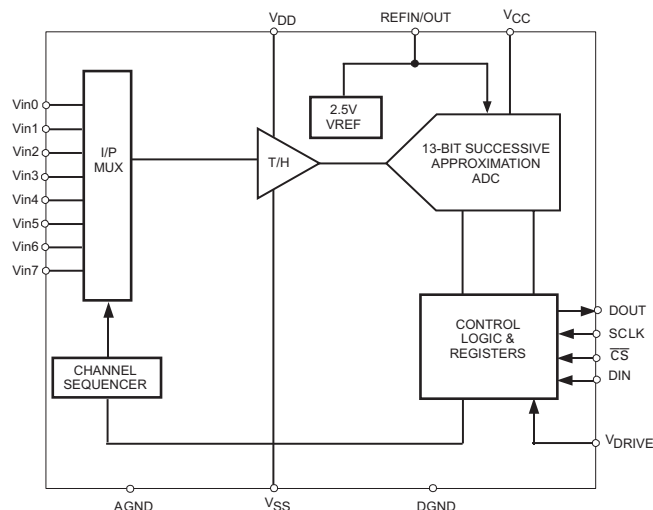 VDD
REFIN/OUT
VCC
Vin0
Vin1
Vin2
Vin3
Vin4
Vin5
Vin6
Vin7
I/P
MUX
2.5V
VREF
T/H
13-BIT SUCCESSIVE
APPROXIMATION
ADC
CONTROL
LOGIC &
REGISTERS
DOUT
SCLK
CS
DIN
CHANNEL
SEQUENCER
VDRIVE
AGND
VSS
DGND